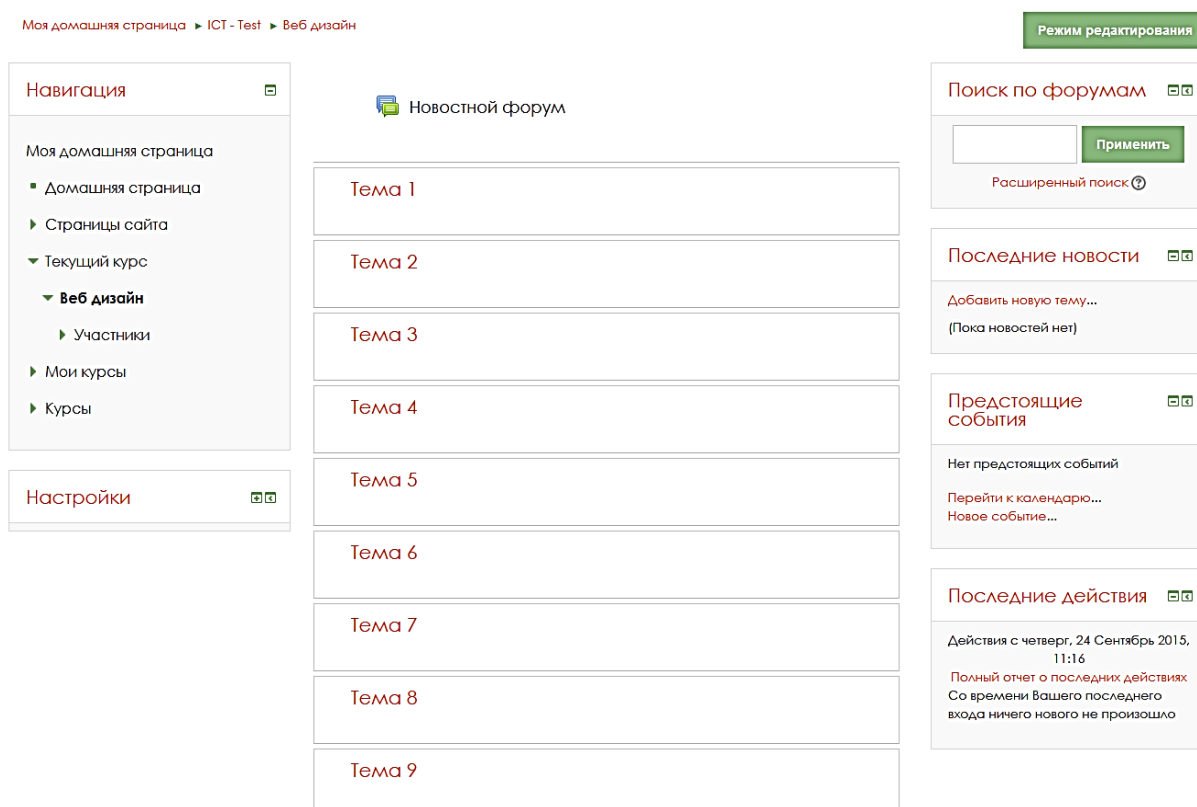 Моя домашняя страница ► ICT - Test ► Веб дизайн
Режим редактирования
Навигация
Моя домашняя страница
Домашняя страница
Страницы сайта
Текущий курс
Веб дизайн
Участники
Мои курсы
Курсы
Настройки
Новостной форум
Тема 1
Тема 2
Тема 3
Тема 4
Тема 5
Тема 6
Тема 7
Тема 8
Тема 9
Поиск по форумам
Применить
Расширенный поиск
Последние новости
Добавить новую тему...
(Пока новостей нет)
Предстоящие
события
Нет предстоящих событий
Перейти к календарю...
Новое событие...
Последние действия
Действия с четверг, 24 Сентябрь 2015,
11:16
Полный отчет о последних действиях
Со времени Вашего последнего
входа ничего нового не произошло